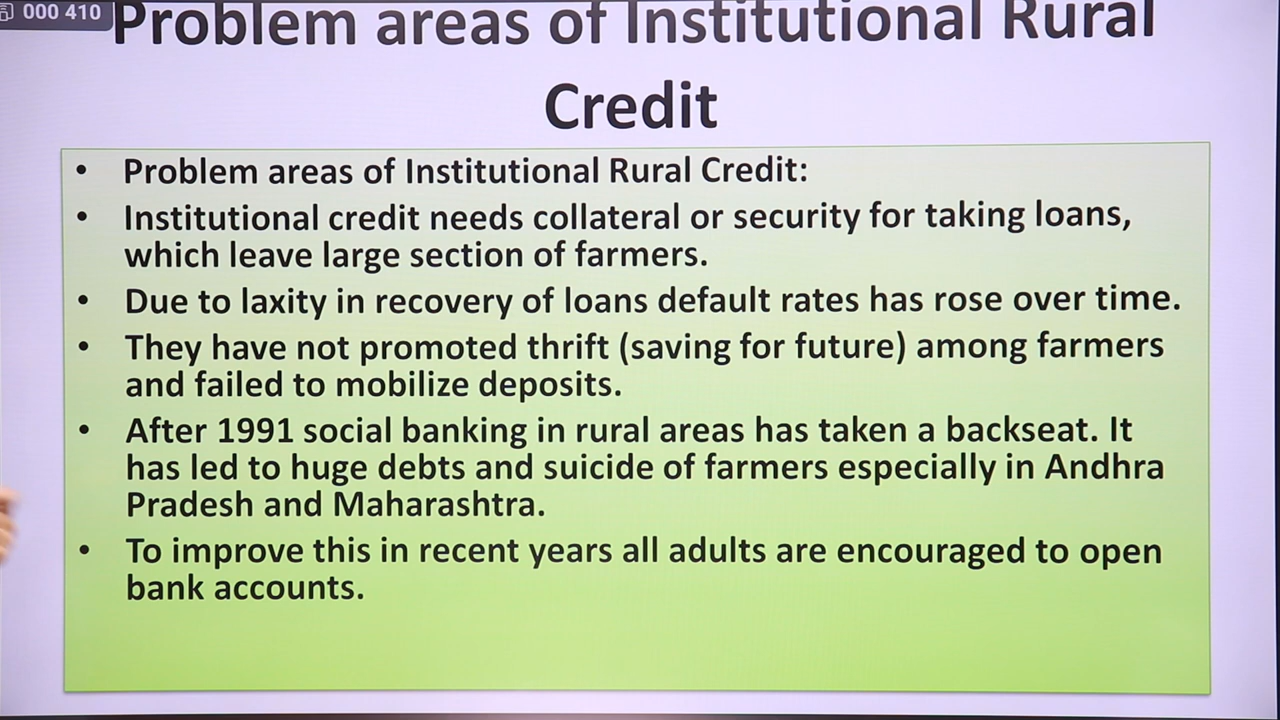 000 410
Problem areas of Institutional Rural
Credit
• Problem areas of Institutional Rural Credit:
• Institutional credit needs collateral or security for taking loans,
which leave large section of farmers.
• Due to laxity in recovery of loans default rates has rose over time.
• They have not promoted thrift (saving for future) among farmers
and failed to mobilize deposits.
• After 1991 social banking in rural areas has taken a backseat. It
has led to huge debts and suicide of farmers especially in Andhra
Pradesh and Maharashtra.
• To improve this in recent years all adults are encouraged to open
bank accounts.